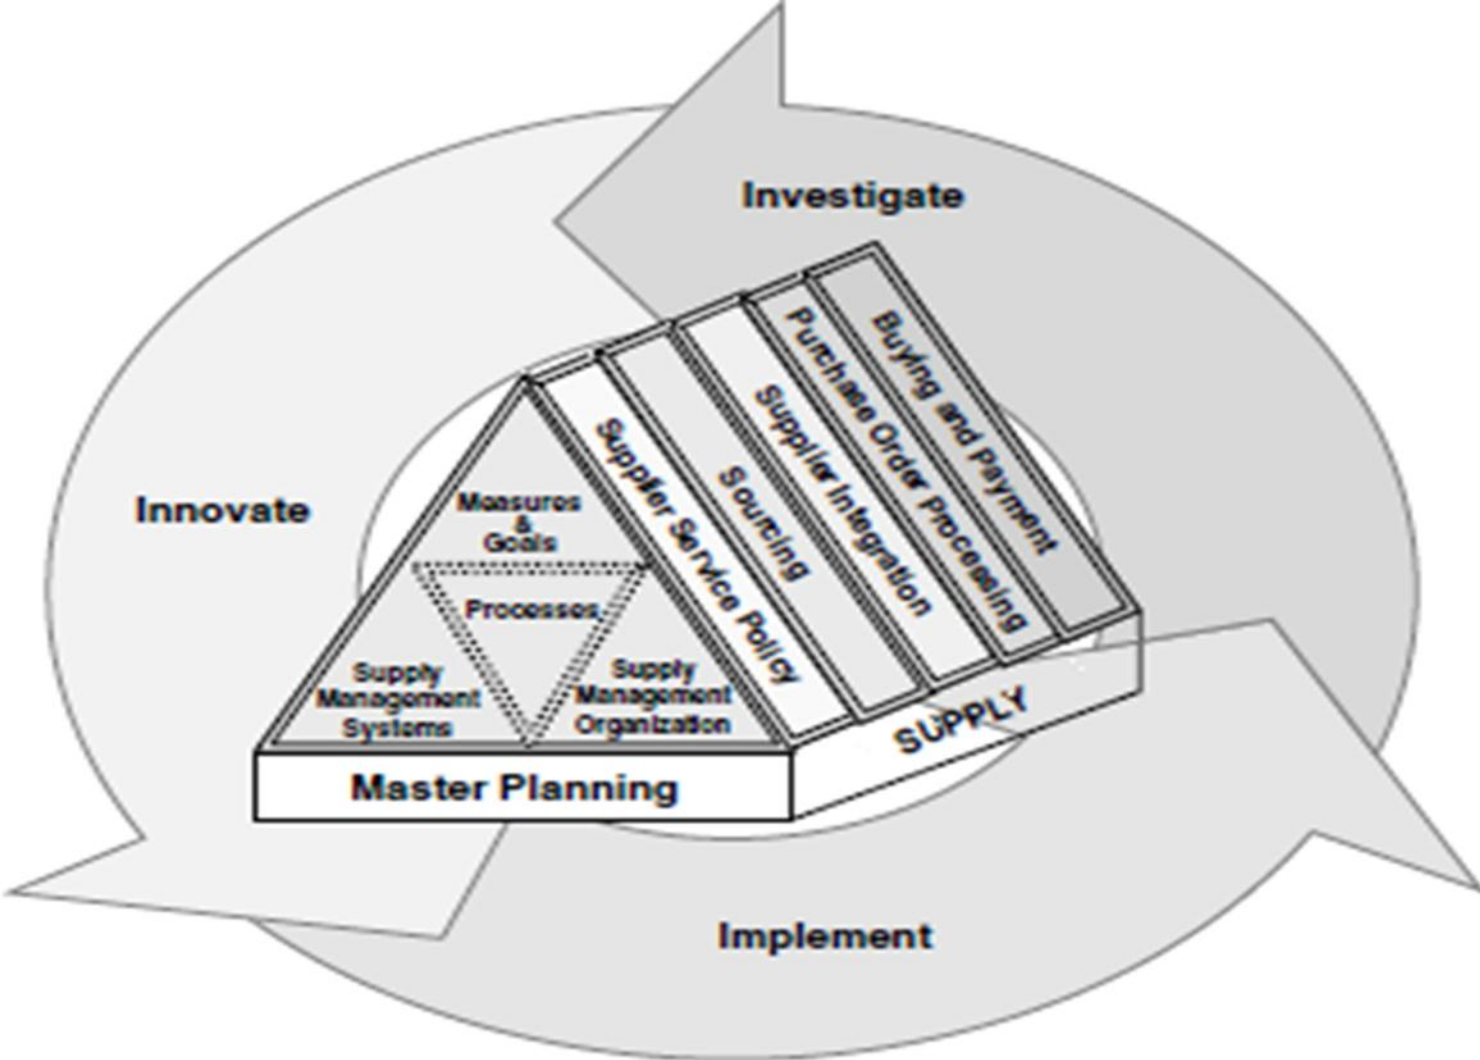 Investigate
Buying and Payment
Purchase Order Processing
Supplier Integration
Sourcing
Supplier Service Policy
Innovate
Measures
&
Goals
Processes
Supply
Management
Systems
Supply
Management
Organization
SUPPLY
Master Planning
Implement